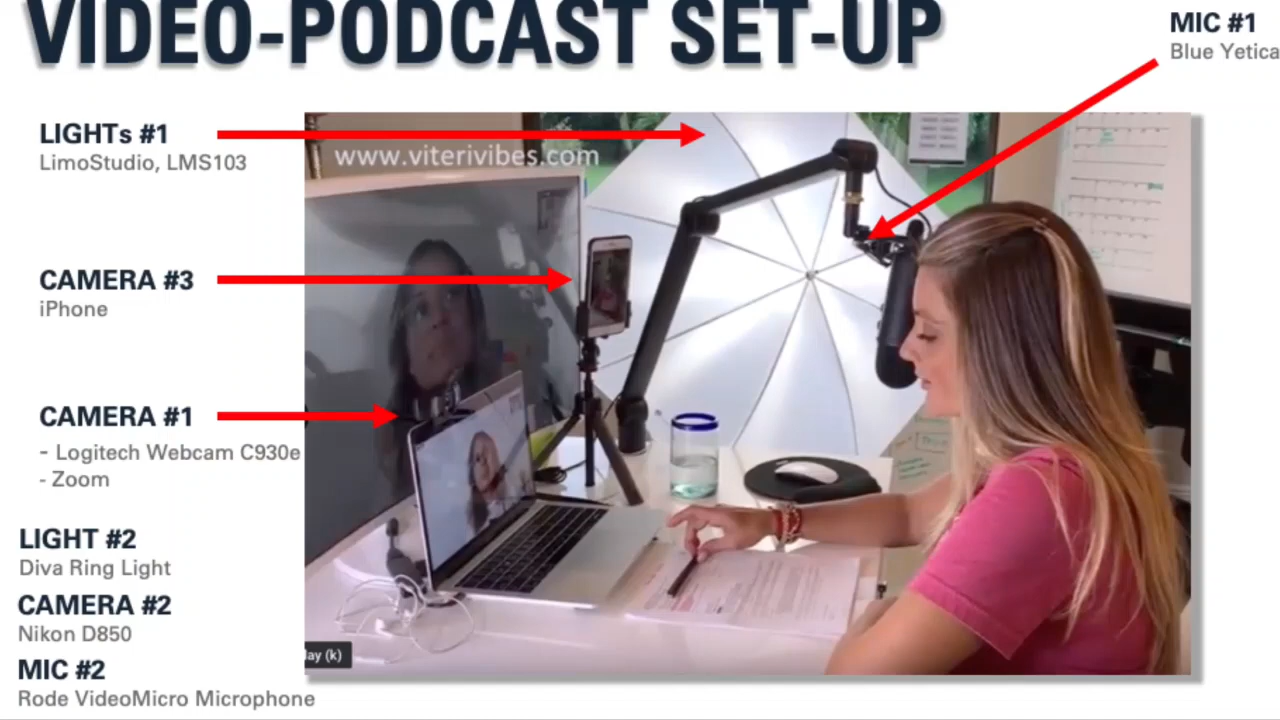 VIDEO-PODCAST SET-UP
MIC #1
Blue Yetica
LIGHTs #1
LimoStudio, LMS103
www.viterivibes.com
CAMERA #3
iPhone
CAMERA #1
- Logitech Webcam C930e
- Zoom
LIGHT #2
Diva Ring Light
CAMERA #2
Nikon D850
MIC #2
Rode VideoMicro Microphone
lay (k)